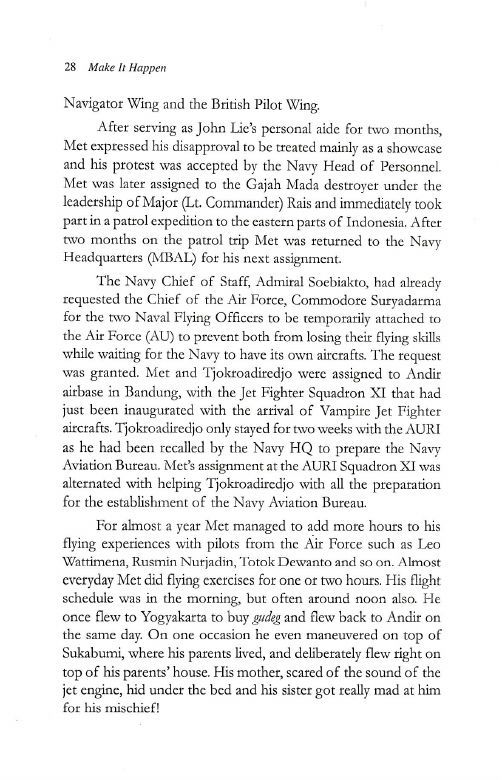 28 Make It Happen
Navigator Wing and the British Pilot Wing.
After serving as John Lie's personal aide for two months,
Met expressed his disapproval to be treated mainly as a showcase
and his protest was accepted by the Navy Head of Personnel.
Met was later assigned to the Gajah Mada destroyer under the
leadership of Major (Lt. Commander) Rais and immediately took
part in a patrol expedition to the eastern parts of Indonesia. After
two months on the patrol trip Met was returned to the Navy
Headquarters (MBAL) for his next assignment.
The Navy Chief of Staff, Admiral Soebiakto, had already
requested the Chief of the Air Force, Commodore Suryadarma
for the two Naval Flying Officers to be temporarily attached to
the Air Force (AU) to prevent both from losing their flying skills
while waiting for the Navy to have its own aircrafts. The request
was granted. Met and Tjokroadiredjo were assigned to Andir
airbase in Bandung, with the Jet Fighter Squadron XI that had
just been inaugurated with the arrival of Vampire Jet Fighter
aircrafts. Tjokroadiredjo only stayed for two weeks with the AURI
as he had been recalled by the Navy HQ to prepare the Navy
Aviation Bureau. Met's assignment at the AURI Squadron XI was
alternated with helping Tjokroadiredjo with all the preparation
for the establishment of the Navy Aviation Bureau.
For almost a year Met managed to add more hours to his
flying experiences with pilots from the Air Force such as Leo
Wattimena, Rusmin Nurjadin, Totok Dewanto and so on. Almost
everyday Met did flying exercises for one or two hours. His flight
schedule was in the morning, but often around noon also. He
once flew to Yogyakarta to buy gudeg and flew back to Andir on
the same day. On one occasion he even maneuvered on top of
Sukabumi, where his parents lived, and deliberately flew right on
top of his parents' house. His mother, scared of the sound of the
jet engine, hid under the bed and his sister got really mad at him
for his mischief!